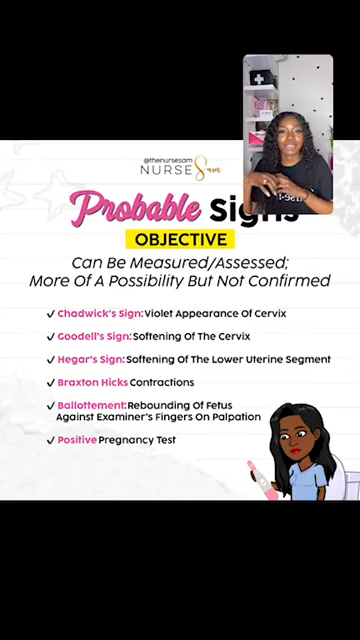 @thenursesam
NURSE Sam
Probable Signs
OBJECTIVE
Can Be Measured/Assessed;
More Of A Possibility But Not Confirmed
✓ Chadwick's Sign: Violet Appearance Of Cervix
✓ Goodell's Sign: Softening Of The Cervix
✓ Hegar's Sign: Softening Of The Lower Uterine Segment
✓ Braxton Hicks Contractions
✓ Ballottement: Rebounding Of Fetus
Against Examiner's Fingers On Palpation
✓ Positive Pregnancy Test